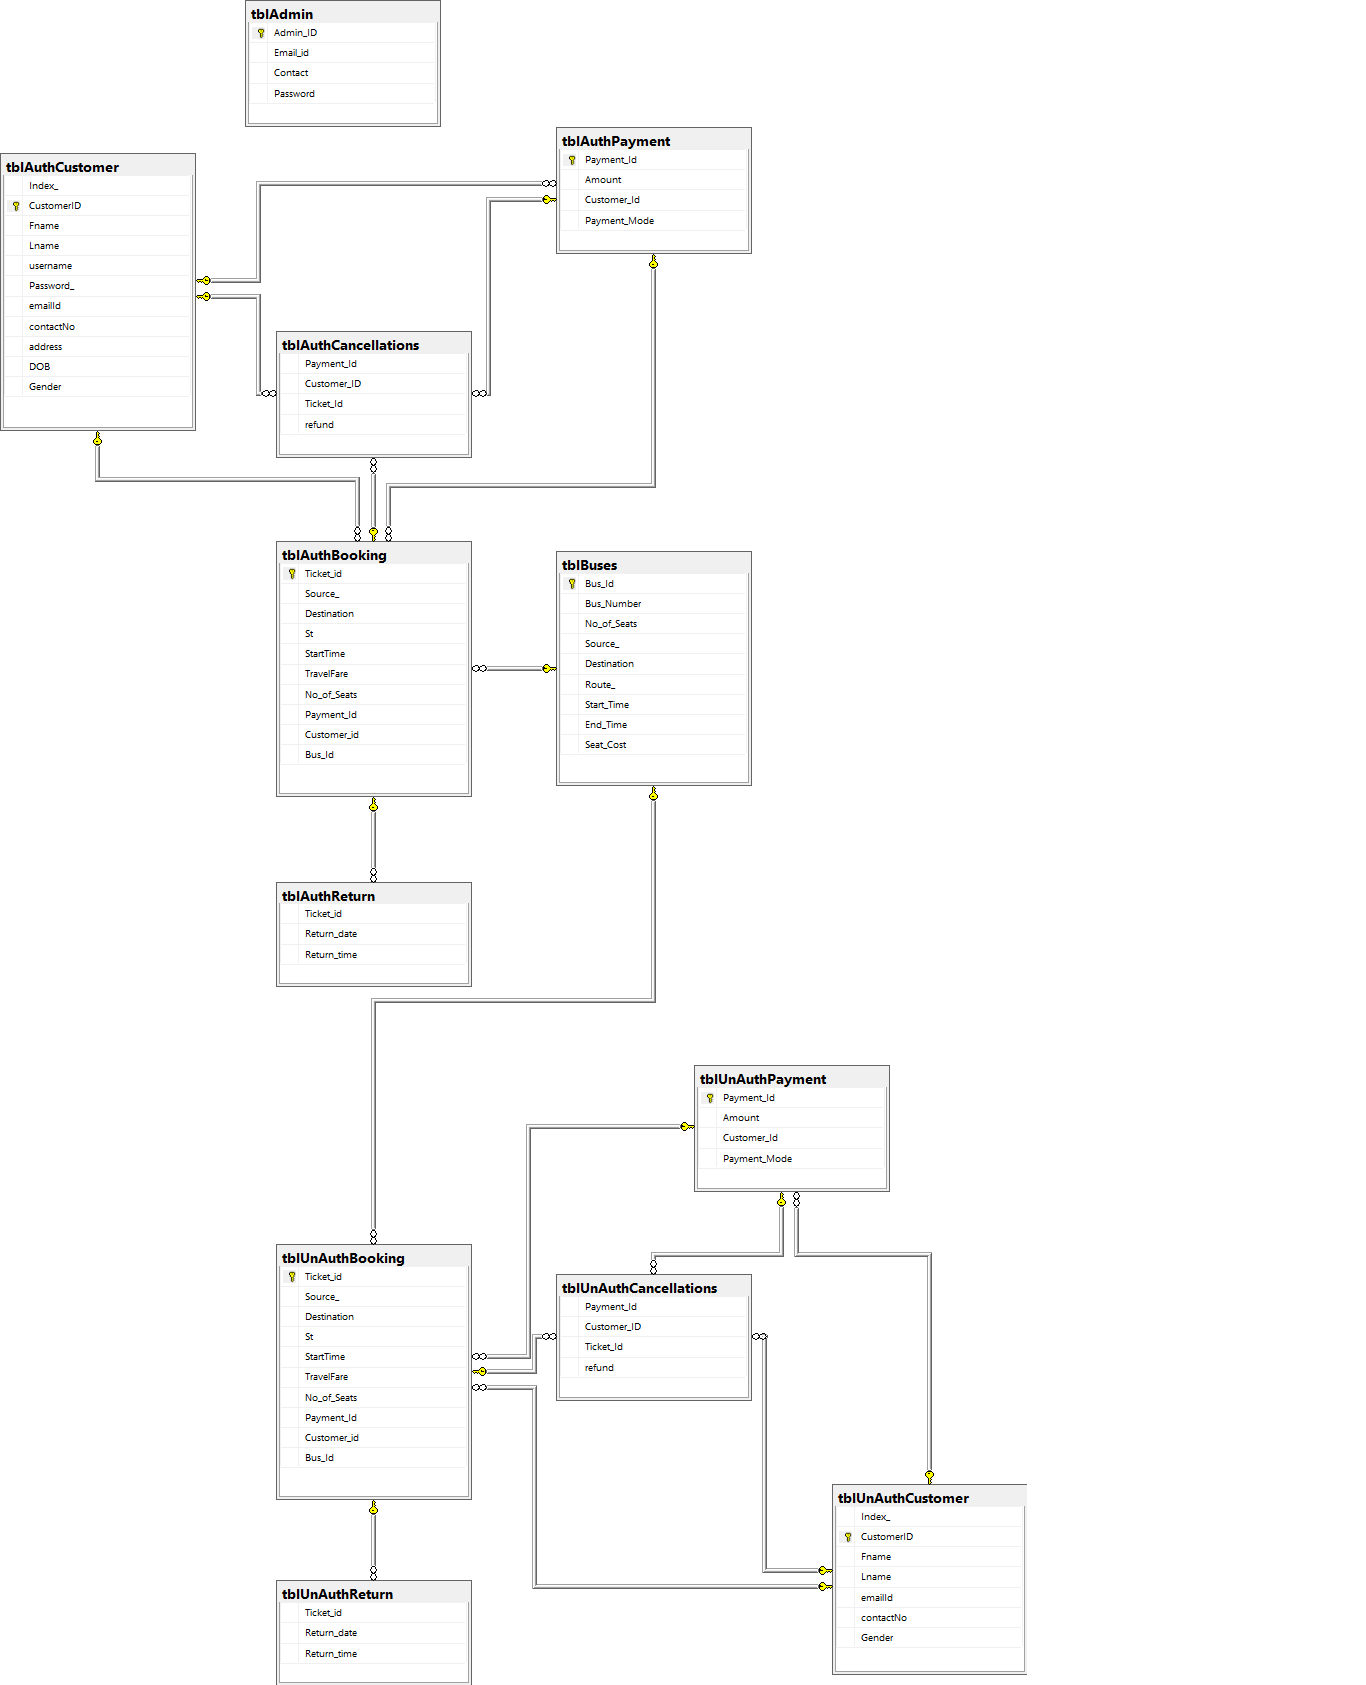 tblAdmin
Admin_ID
Email_id
Contact
Password
tblAuthPayment
Payment_Id
Amount
Customer_Id
Payment_Mode
tblAuthCustomer
Index_
CustomerID
Fname
Lname
username
Password_
emailId
contactNo
address
DOB
Gender
tblAuthCancellations
Payment_Id
Customer_ID
Ticket_Id
refund
tblAuthBooking
Ticket_id
Source_
Destination
St
StartTime
TravelFare
No_of_Seats
Payment_Id
Customer_id
Bus_Id
tblBuses
Bus_Id
Bus_Number
No_of_Seats
Source_
Destination
Route_
Start_Time
End_Time
Seat_Cost
tblAuthReturn
Ticket_id
Return_date
Return_time
tblUnAuthPayment
Payment_Id
Amount
Customer_Id
Payment_Mode
tblUnAuthBooking
Ticket_id
Source_
Destination
St
StartTime
TravelFare
No_of_Seats
Payment_Id
Customer_id
Bus_Id
tblUnAuthCancellations
Payment_Id
Customer_ID
Ticket_Id
refund
tblUnAuthCustomer
Index_
CustomerID
Fname
Lname
emailId
contactNo
Gender
tblUnAuthReturn
Ticket_id
Return_date
Return_time